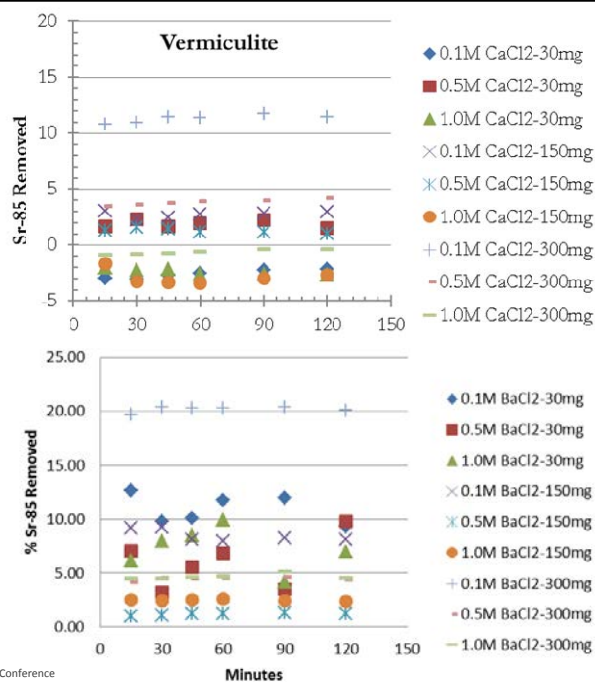 Vermiculite
Sr-85 Removed
20
15
10
5
0
-5
0 30 60 90 120 150
0.1M CaCl2-30mg
0.5M CaCl2-30mg
1.0M CaCl2-30mg
0.1M CaCl2-150mg
0.5M CaCl2-150mg
1.0M CaCl2-150mg
0.1M CaCl2-300mg
0.5M CaCl2-300mg
1.0M CaCl2-300mg
% Sr-85 Removed
25.00
20.00
15.00
10.00
5.00
0.00
0 30 60 90 120 150
Minutes
0.1M BaCl2-30mg
0.5M BaCl2-30mg
1.0M BaCl2-30mg
0.1M BaCl2-150mg
0.5M BaCl2-150mg
1.0M BaCl2-150mg
0.1M BaCl2-300mg
0.5M BaCl2-300mg
1.0M BaCl2-300mg
Conference